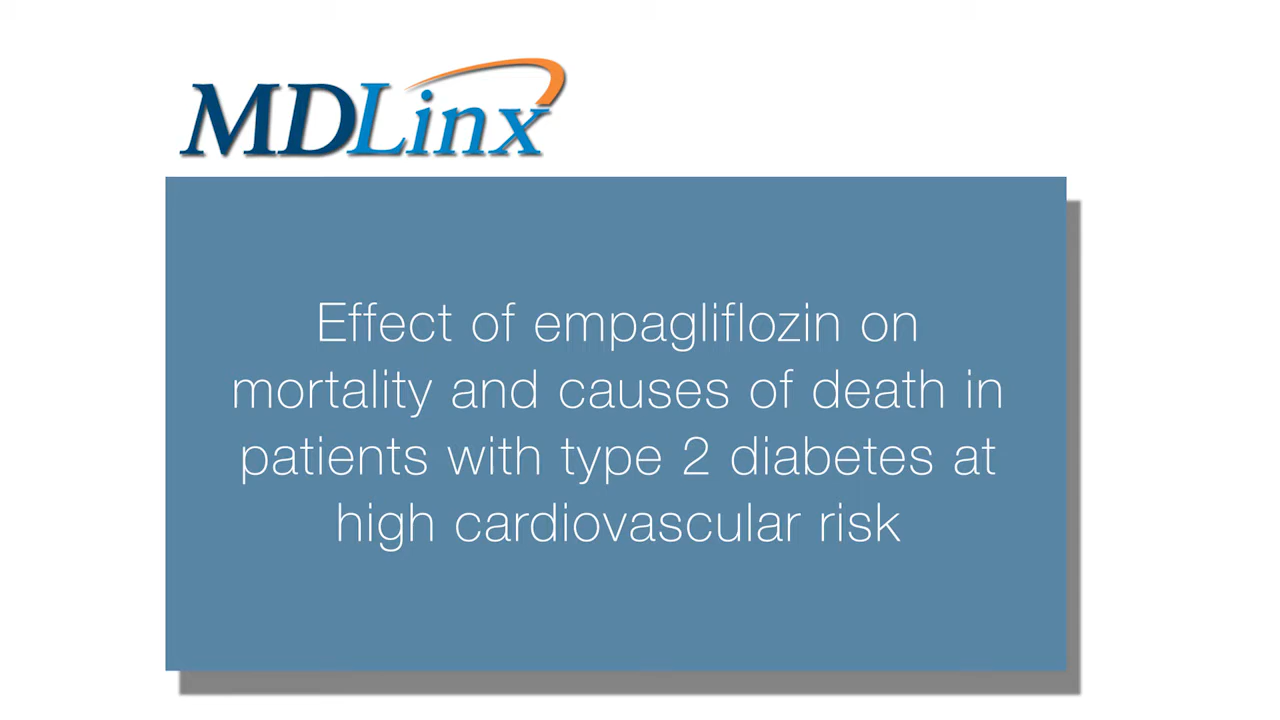 MDLinx
Effect of empagliflozin on
mortality and causes of death in
patients with type 2 diabetes at
high cardiovascular risk